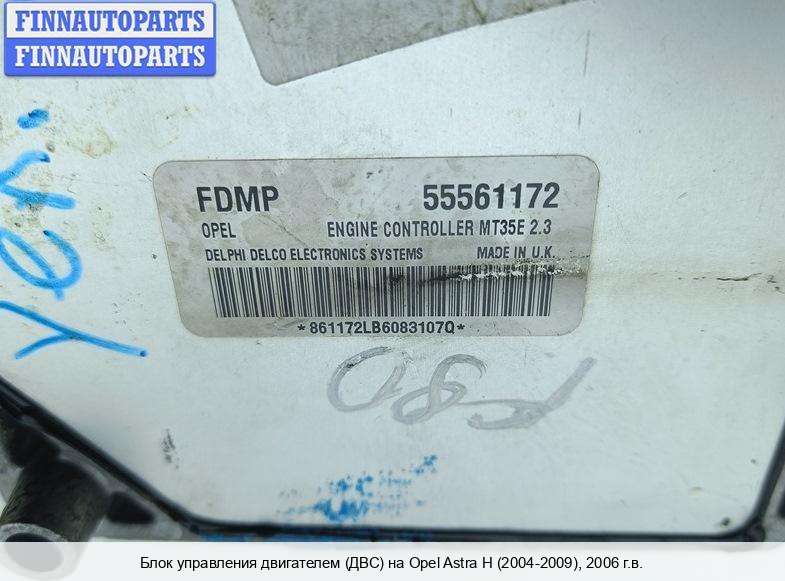 FINNAUTOPARTS
FINNAUTOPARTS
FDMP 55561172
OPEL ENGINE CONTROLLER MT35E 2.3
DELPHI DELCO ELECTRONICS SYSTEMS MADE IN U.K.
*861172LB6083107Q*
Блок управления двигателем (ДВС) на Opel Astra H (2004-2009), 2006 г.в.